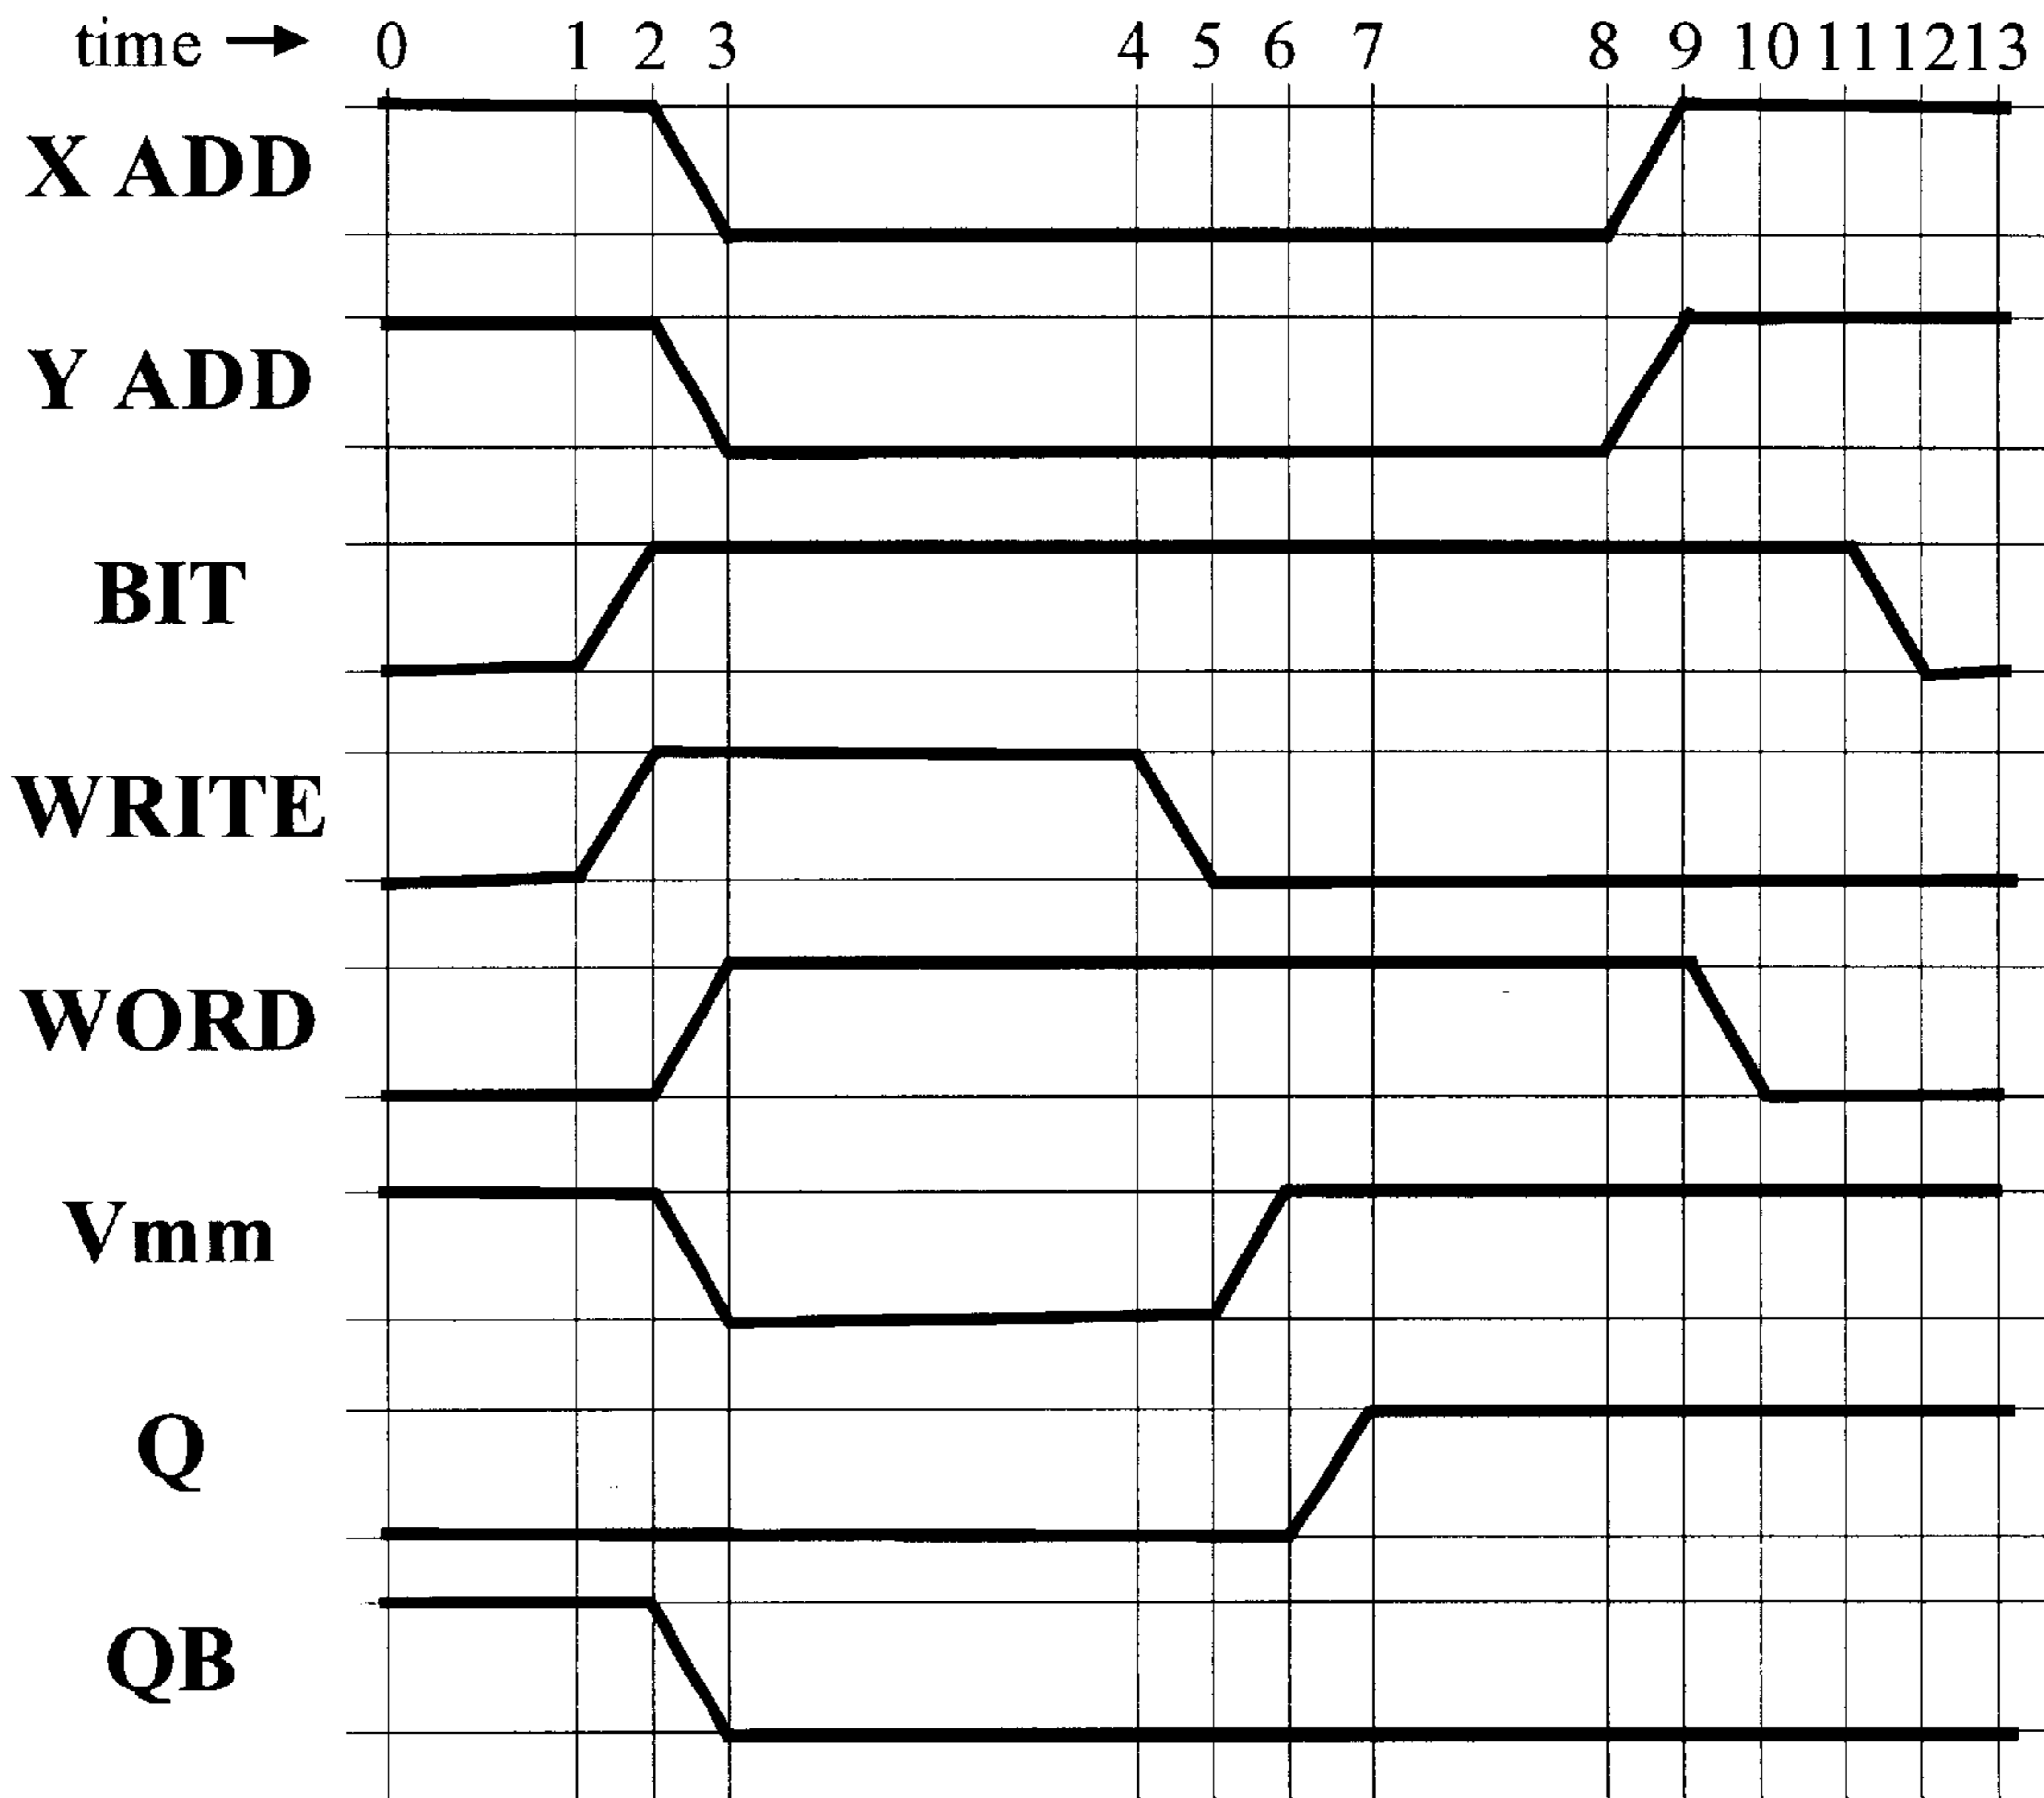 time → 0 1 2 3 4 5 6 7 8 9 10 11 12 13
X ADD
Y ADD
BIT
WRITE
WORD
Vmm
Q
QB